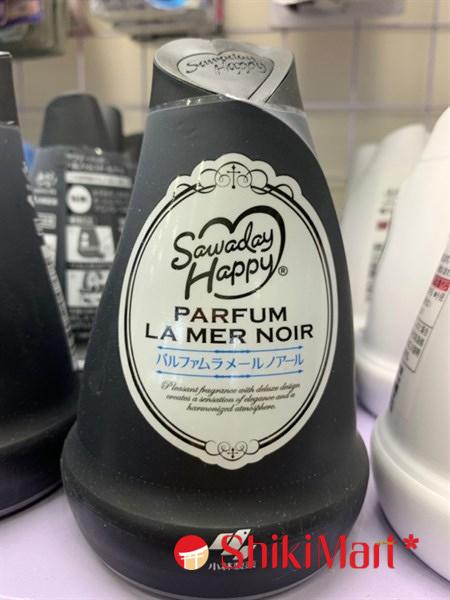 Sawaday
Happy
Sawaday
Happy®
PARFUM
LA MER NOIR
パルファムラメールノアール
Pleasant fragrance with deluxe design
creates a sensation of elegance and a
harmonized atmosphere.
ShikiMart*